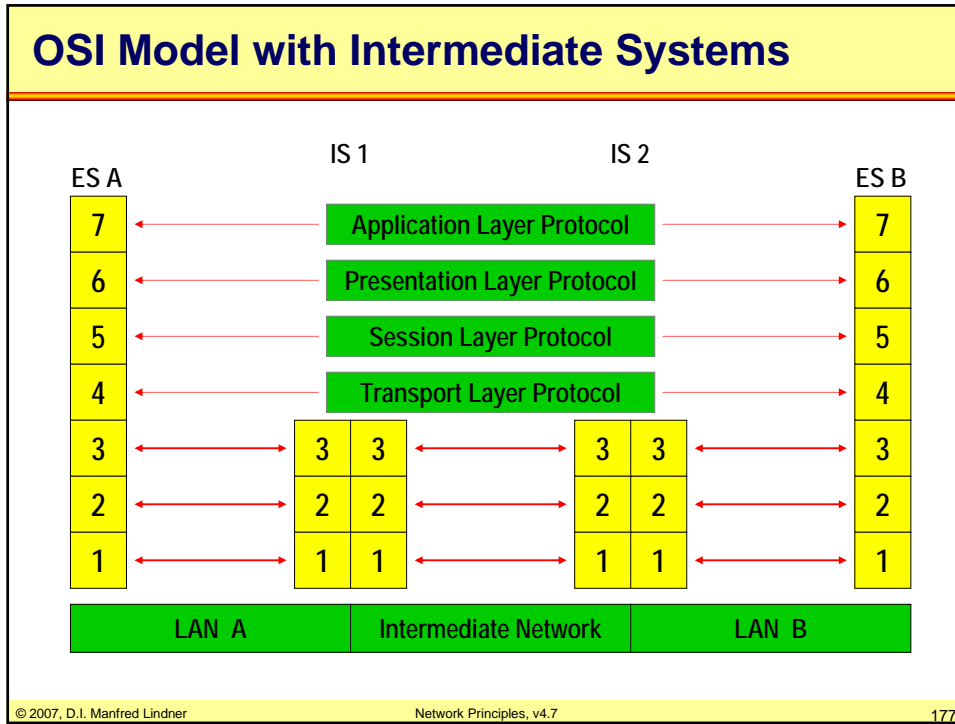 OSI Model with Intermediate Systems
IS 1 IS 2
ES A ES B
7 Application Layer Protocol 7
6 Presentation Layer Protocol 6
5 Session Layer Protocol 5
4 Transport Layer Protocol 4
3 3 3 3 3 3
2 2 2 2 2 2
1 1 1 1 1 1
LAN A Intermediate Network LAN B
© 2007, D.I. Manfred Lindner Network Principles, v4.7 177